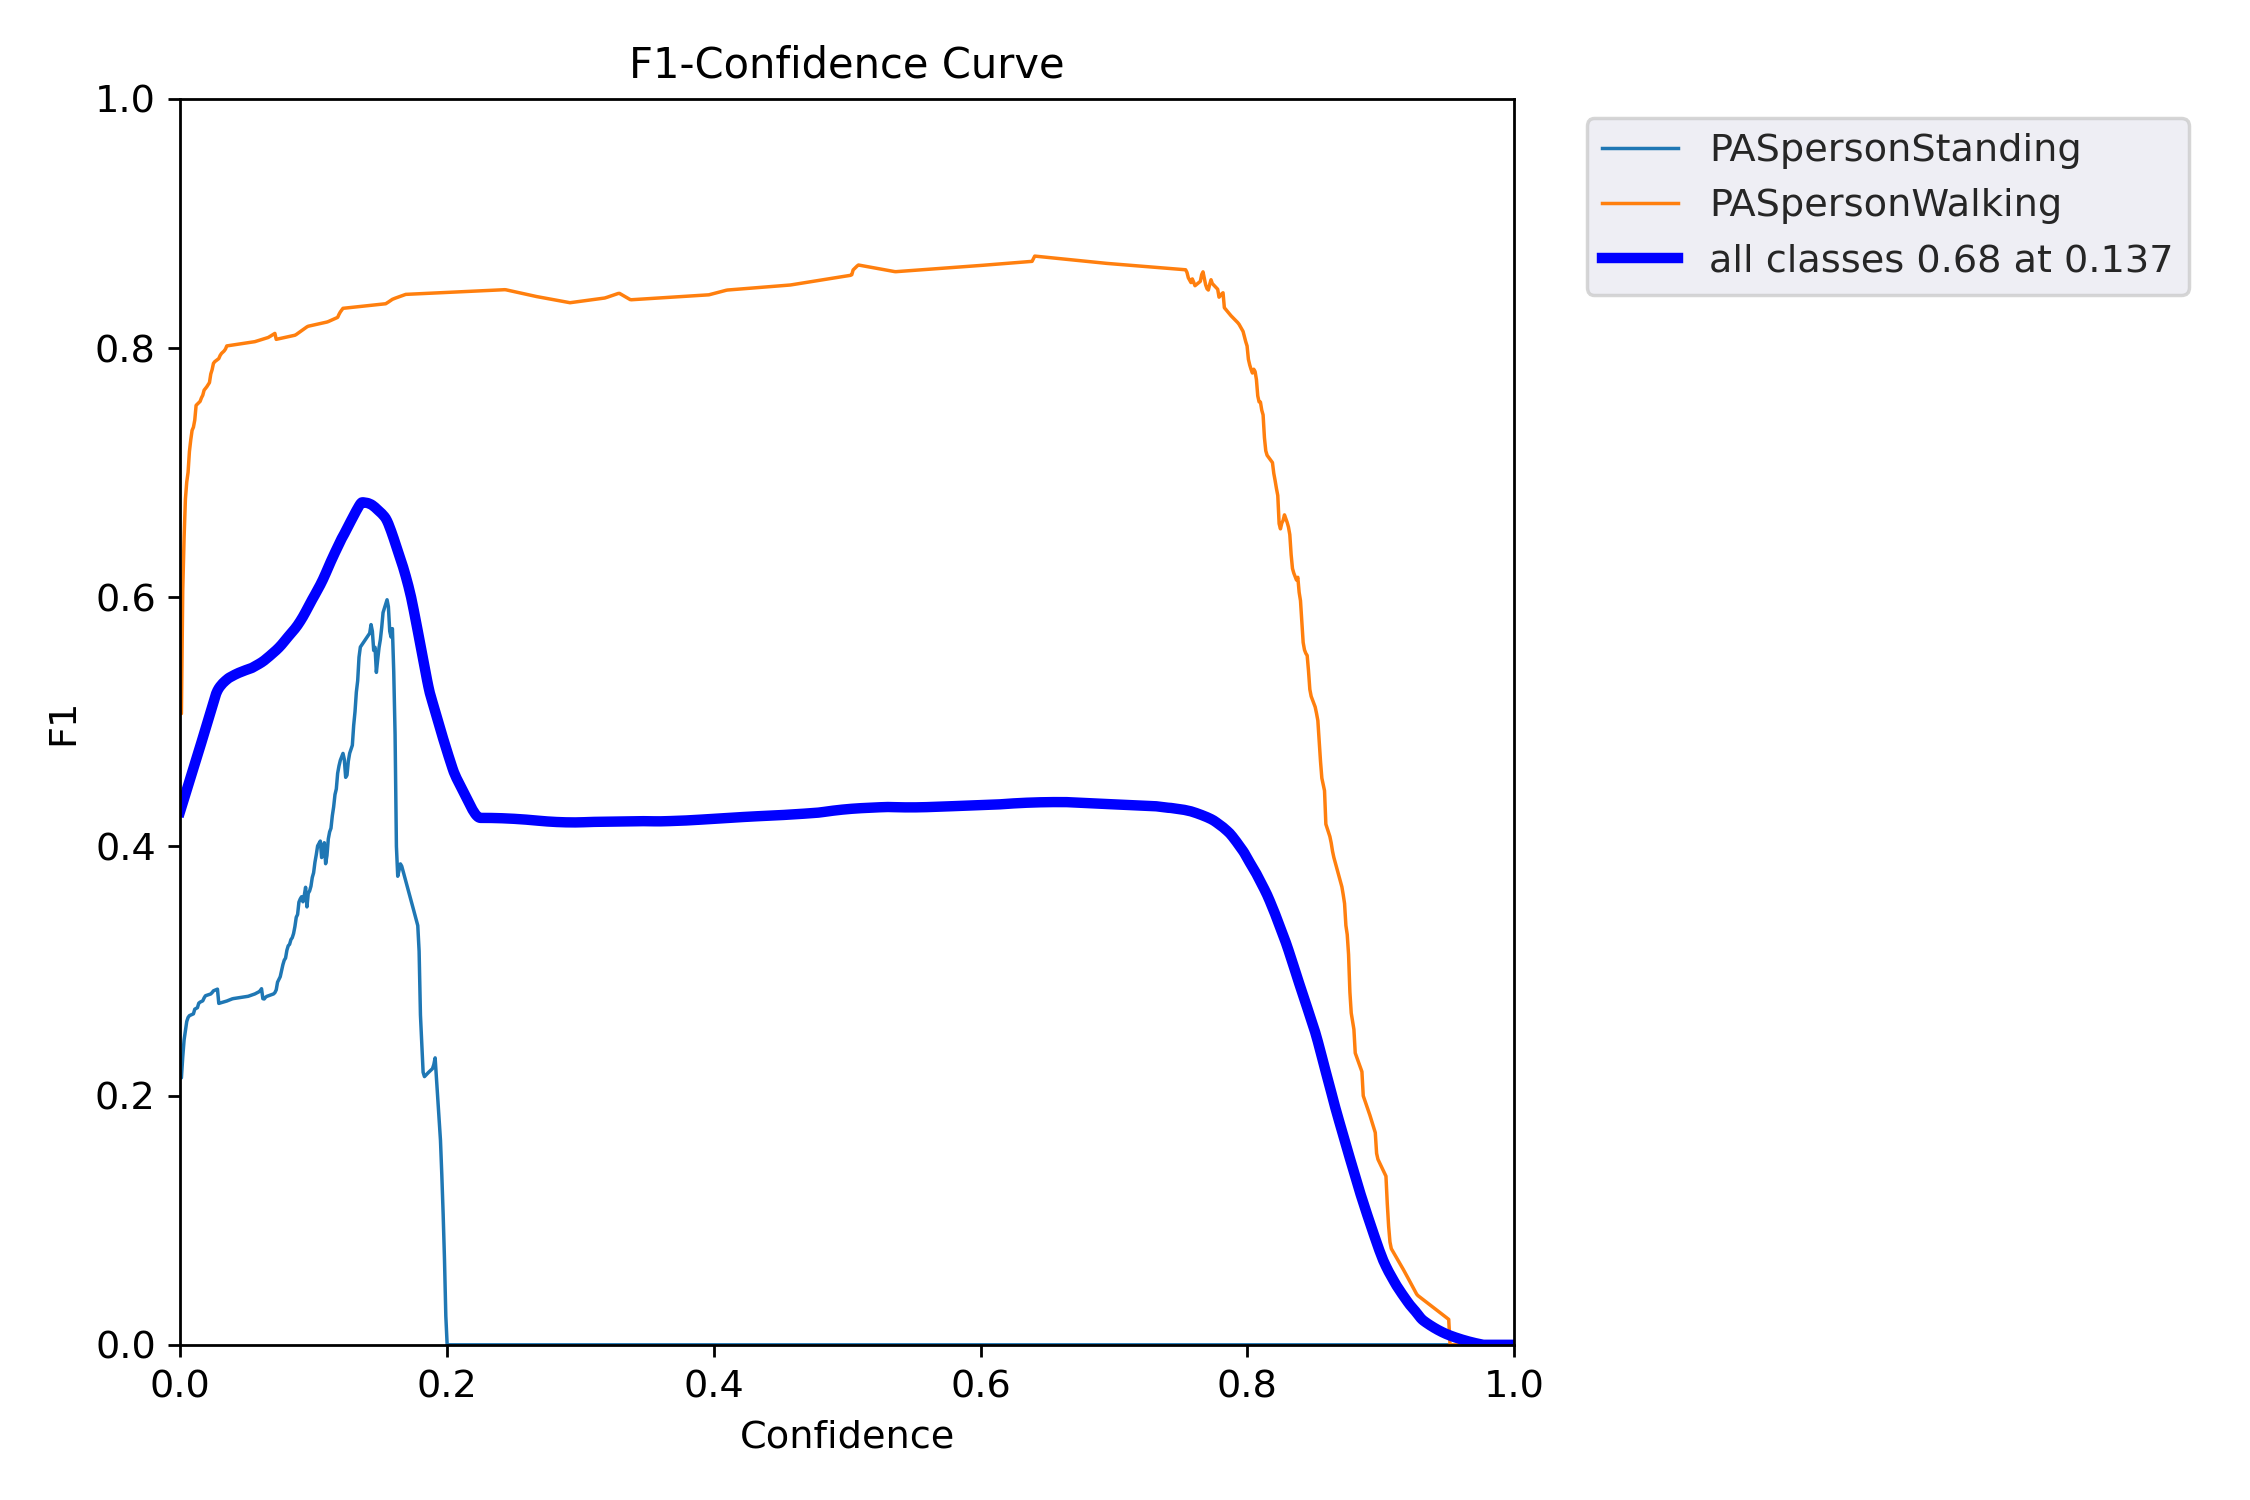 F1-Confidence Curve
PASpersonStanding
PASpersonWalking
all classes 0.68 at 0.137
1.0
0.8
0.6
0.4
0.2
0.0
F1
0.0 0.2 0.4 0.6 0.8 1.0
Confidence